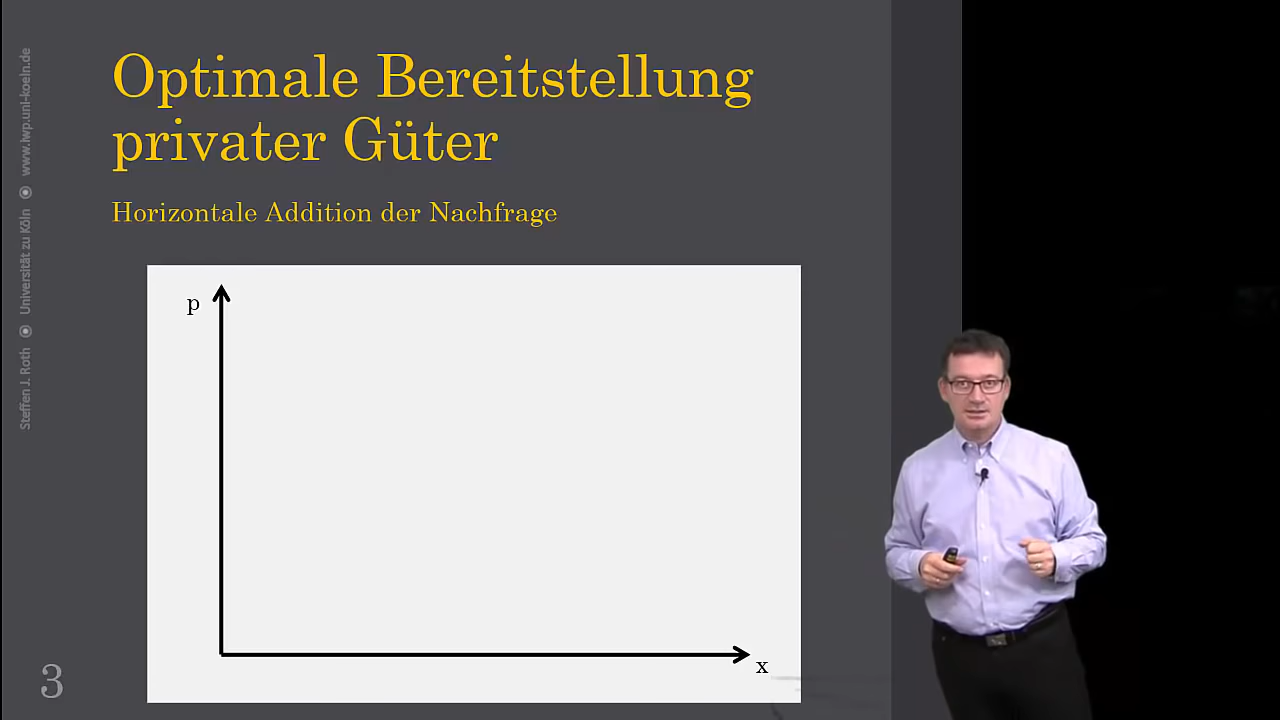 Optimale Bereitstellung
privater Güter
Horizontale Addition der Nachfrage
p
x
3
Steffen J. Roth ◉ Universität zu Köln ◉ www.iwp.uni-koeln.de